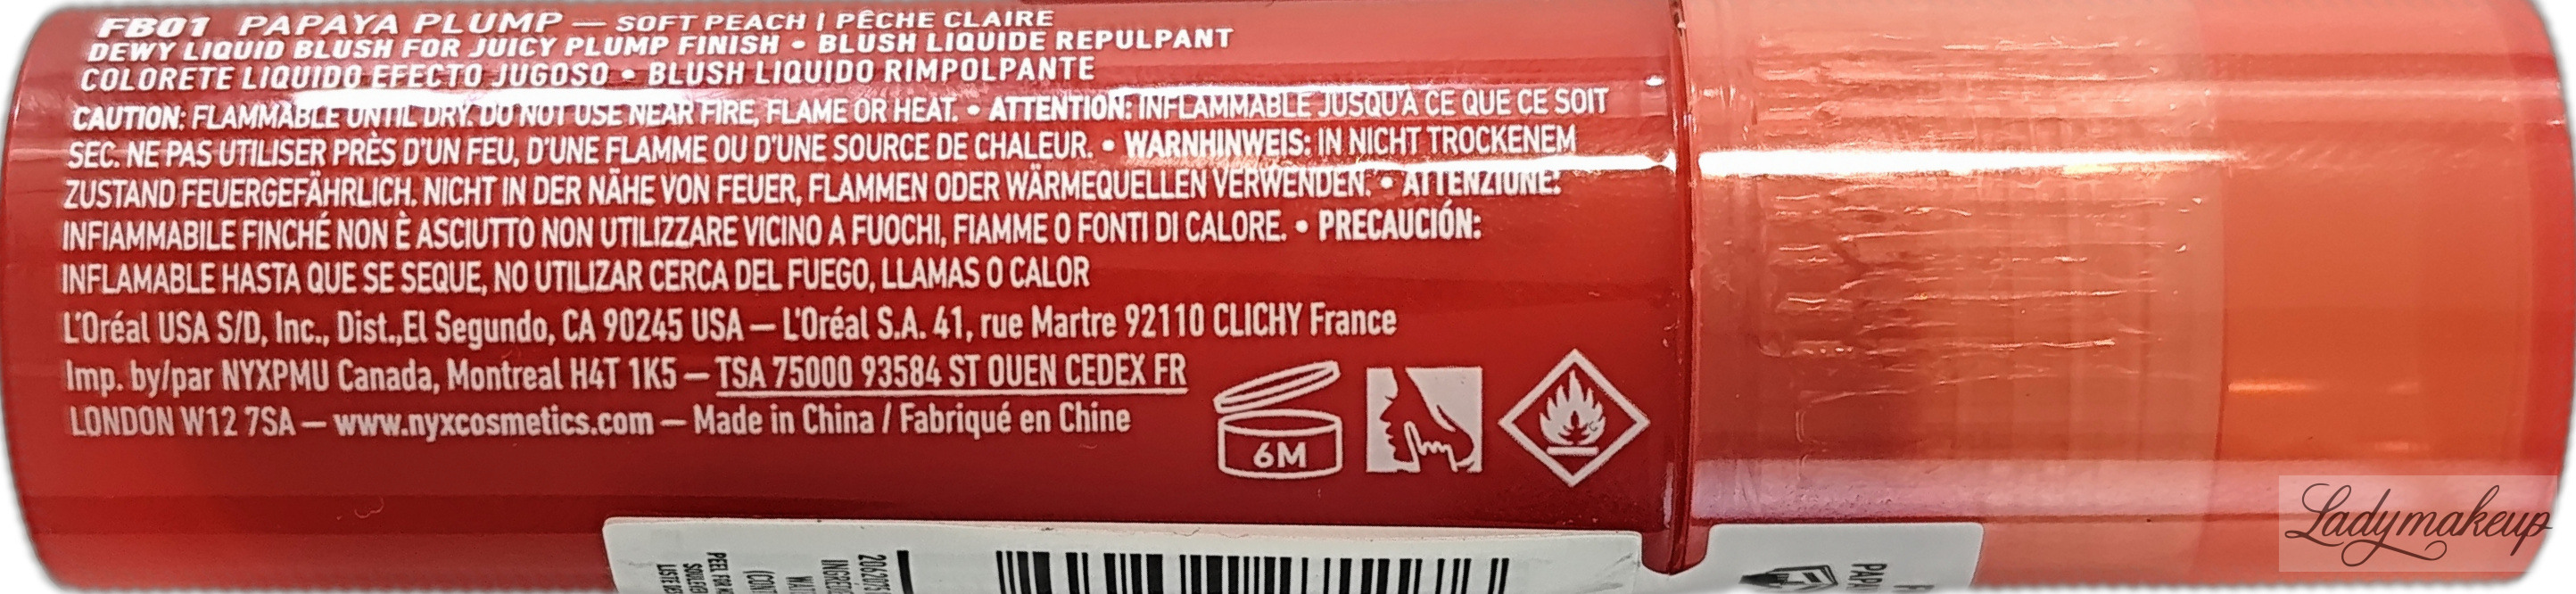 FB01 PAPAYA PLUMP — SOFT PEACH | PÊCHE CLAIRE
DEWY LIQUID BLUSH FOR JUICY PLUMP FINISH • BLUSH LIQUIDE REPULPANT
COLORETE LIQUIDO EFECTO JUGOSO • BLUSH LIQUIDO RIMPOLPANTE
CAUTION: FLAMMABLE UNTIL DRY. DO NOT USE NEAR FIRE, FLAME OR HEAT. • ATTENTION: INFLAMMABLE JUSQU'À CE QUE CE SOIT
SEC. NE PAS UTILISER PRÈS D'UN FEU, D'UNE FLAMME OU D'UNE SOURCE DE CHALEUR. • WARNHINWEIS: IN NICHT TROCKENEM
ZUSTAND FEUERGEFÄHRLICH. NICHT IN DER NÄHE VON FEUER, FLAMMEN ODER WÄRMEQUELLEN VERWENDEN. • ATTENZIONE:
INFIAMMABILE FINCHÉ NON È ASCIUTTO NON UTILIZZARE VICINO A FUOCHI, FIAMME O FONTI DI CALORE. • PRECAUCIÓN:
INFLAMABLE HASTA QUE SE SEQUE, NO UTILIZAR CERCA DEL FUEGO, LLAMAS O CALOR
L'Oréal USA S/D, Inc., Dist.,El Segundo, CA 90245 USA — L'Oréal S.A. 41, rue Martre 92110 CLICHY France
Imp. by/par NYXPMU Canada, Montreal H4T 1K5 — TSA 75000 93584 ST OUEN CEDEX FR
LONDON W12 7SA — www.nyxcosmetics.com — Made in China / Fabriqué en Chine
6M
Ladymakeup